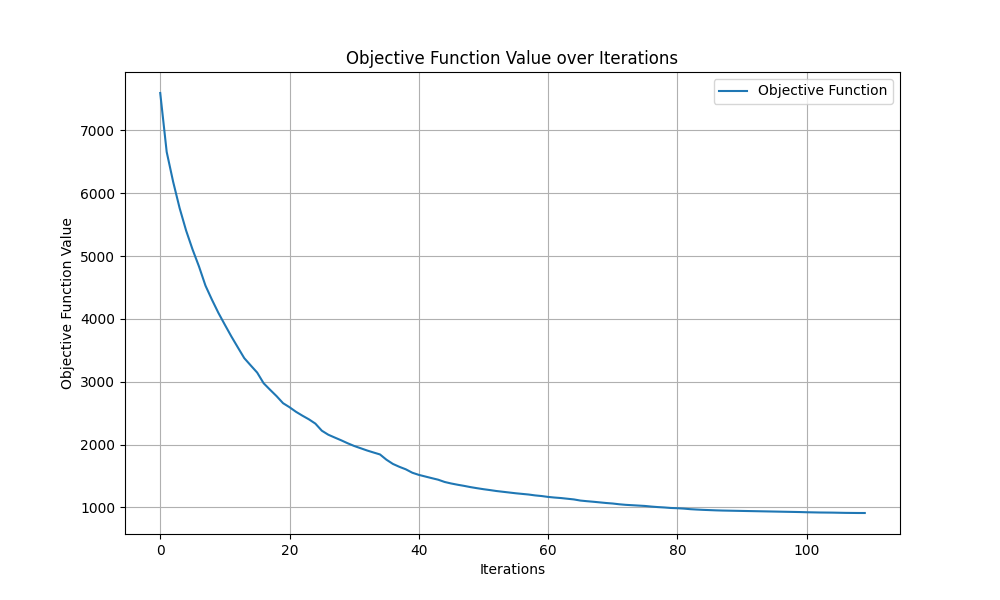 Objective Function Value over Iterations
Objective Function
7000
6000
5000
4000
3000
2000
1000
Objective Function Value
0 20 40 60 80 100
Iterations